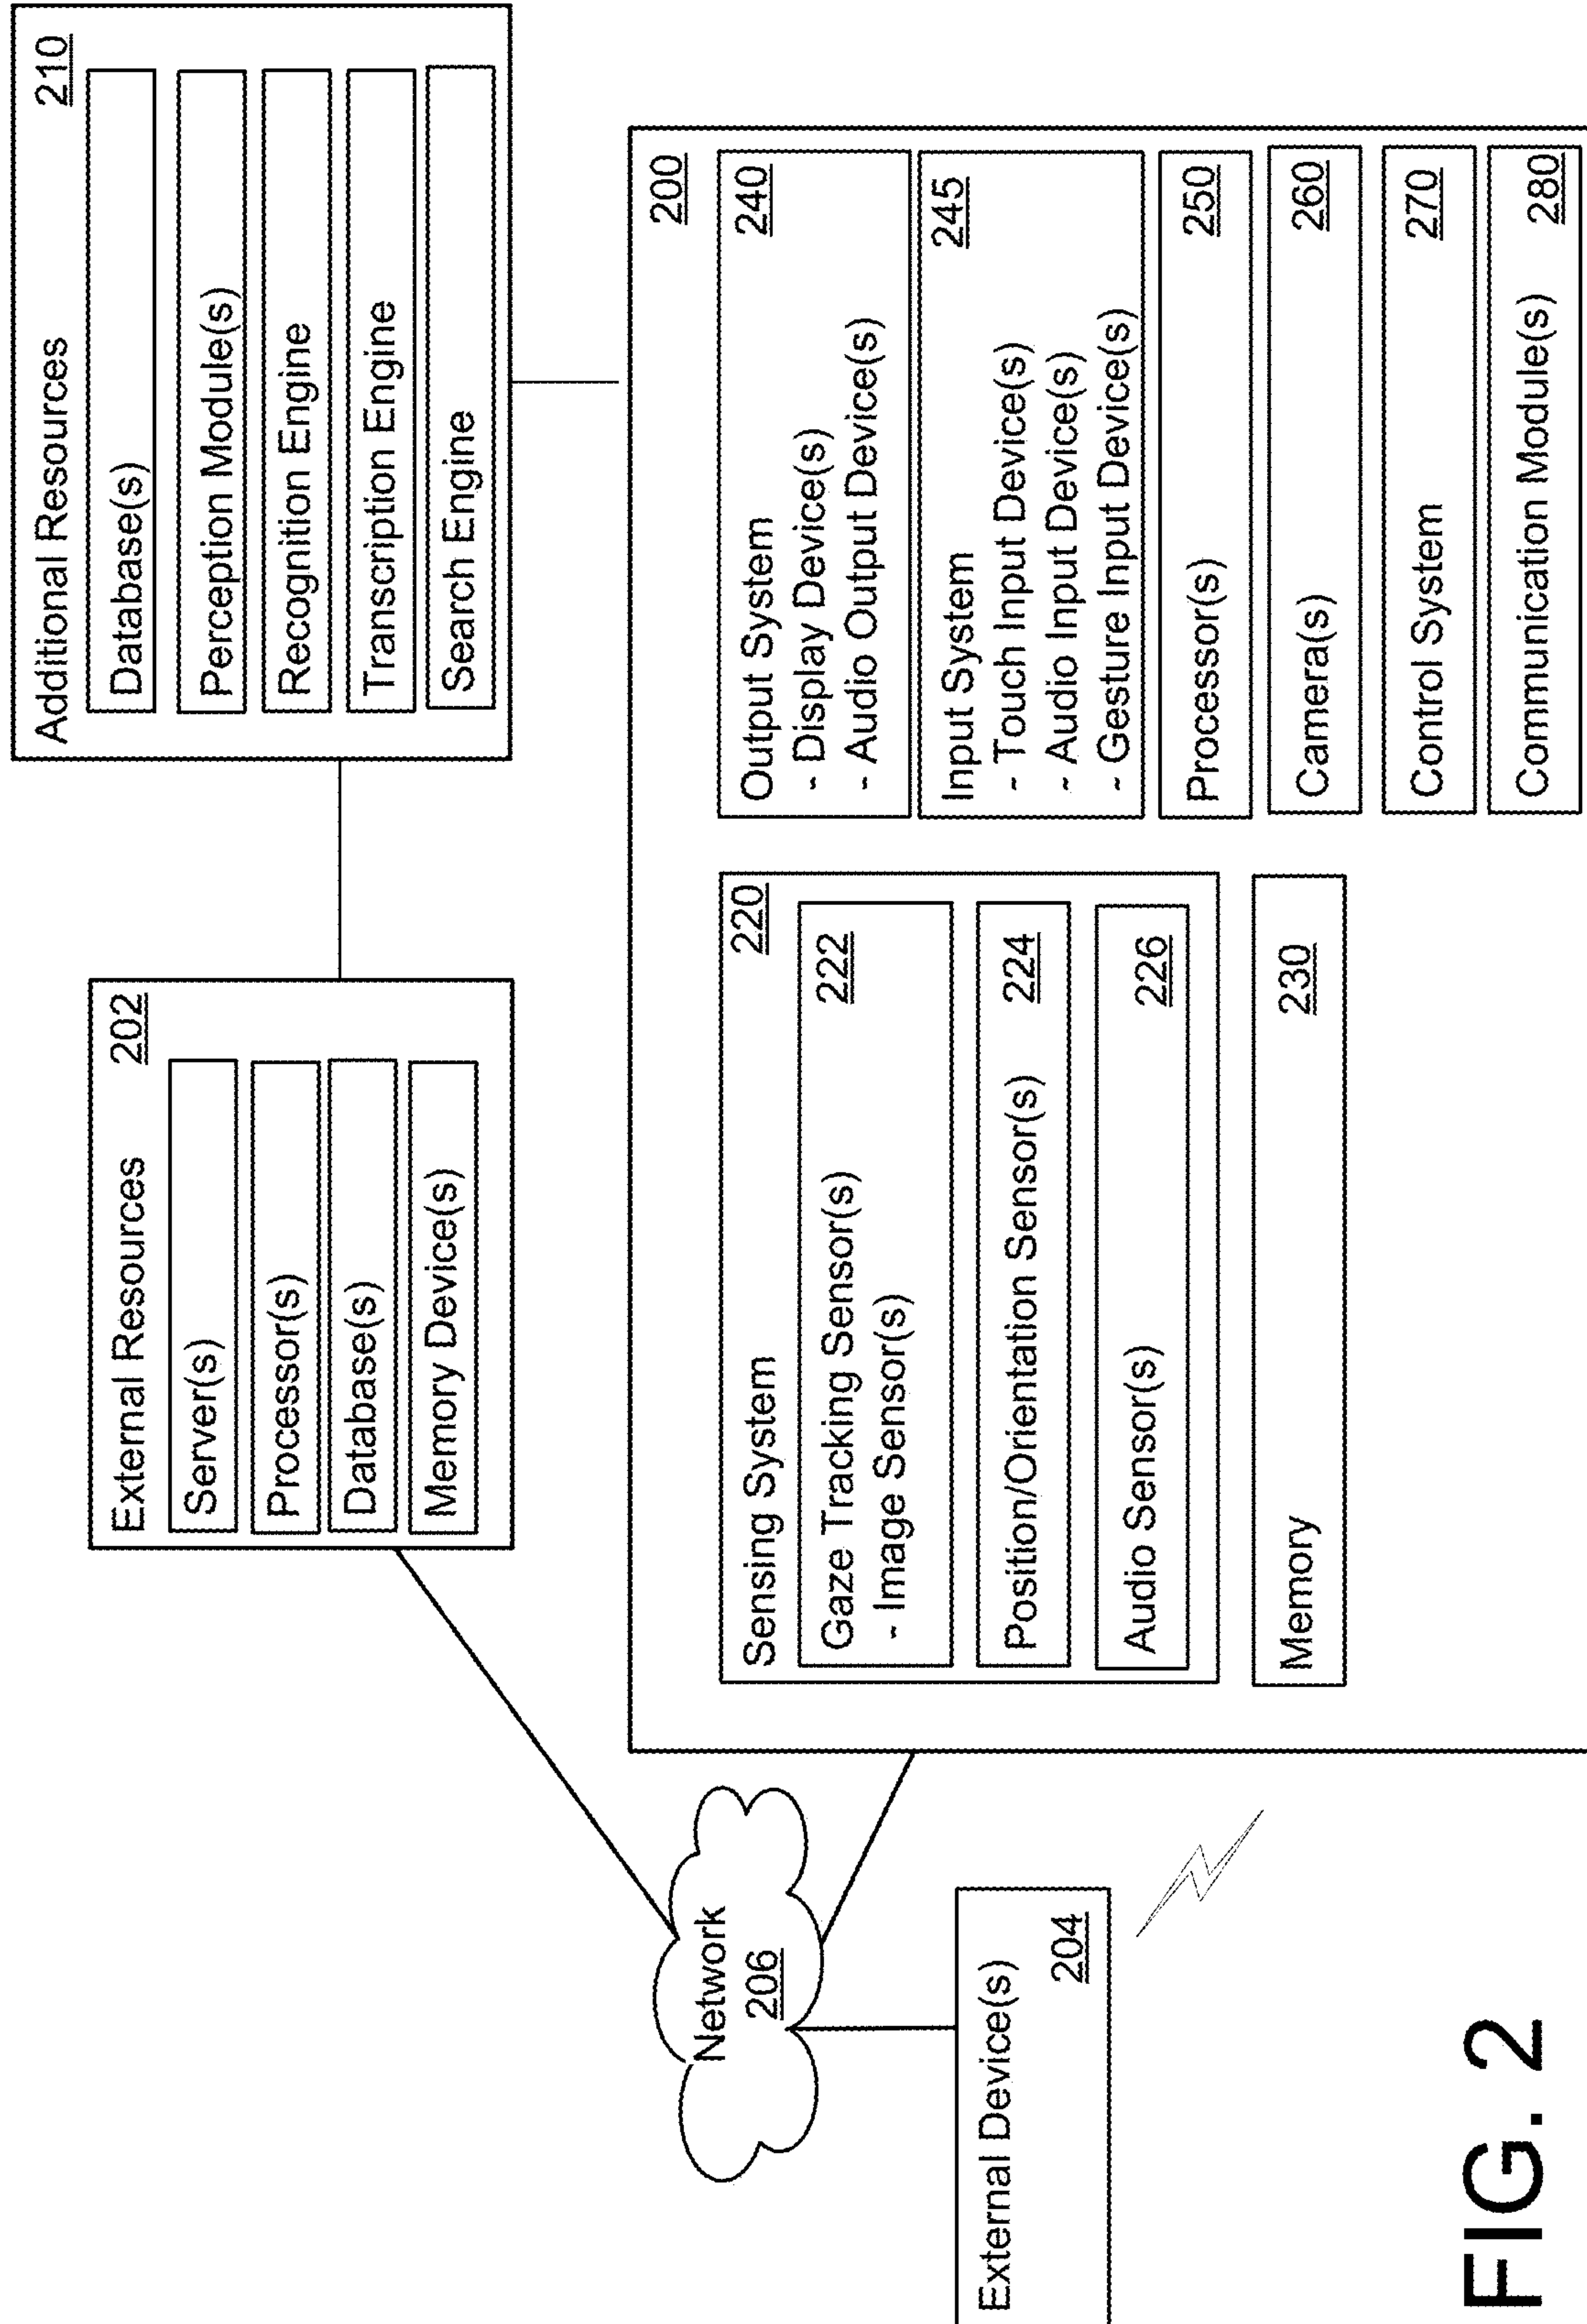 External Resources 202
Server(s)
Processor(s)
Database(s)
Memory Device(s)
Additional Resources 210
Database(s)
Perception Module(s)
Recognition Engine
Transcription Engine
Search Engine
Network
206
External Device(s)
204
200
Sensing System 220
Gaze Tracking Sensor(s) 222
- Image Sensor(s)
Position/Orientation Sensor(s) 224
Audio Sensor(s) 226
Memory 230
Output System 240
- Display Device(s)
- Audio Output Device(s)
Input System 245
- Touch Input Device(s)
- Audio Input Device(s)
- Gesture Input Device(s)
Processor(s) 250
Camera(s) 260
Control System 270
Communication Module(s) 280
FIG. 2